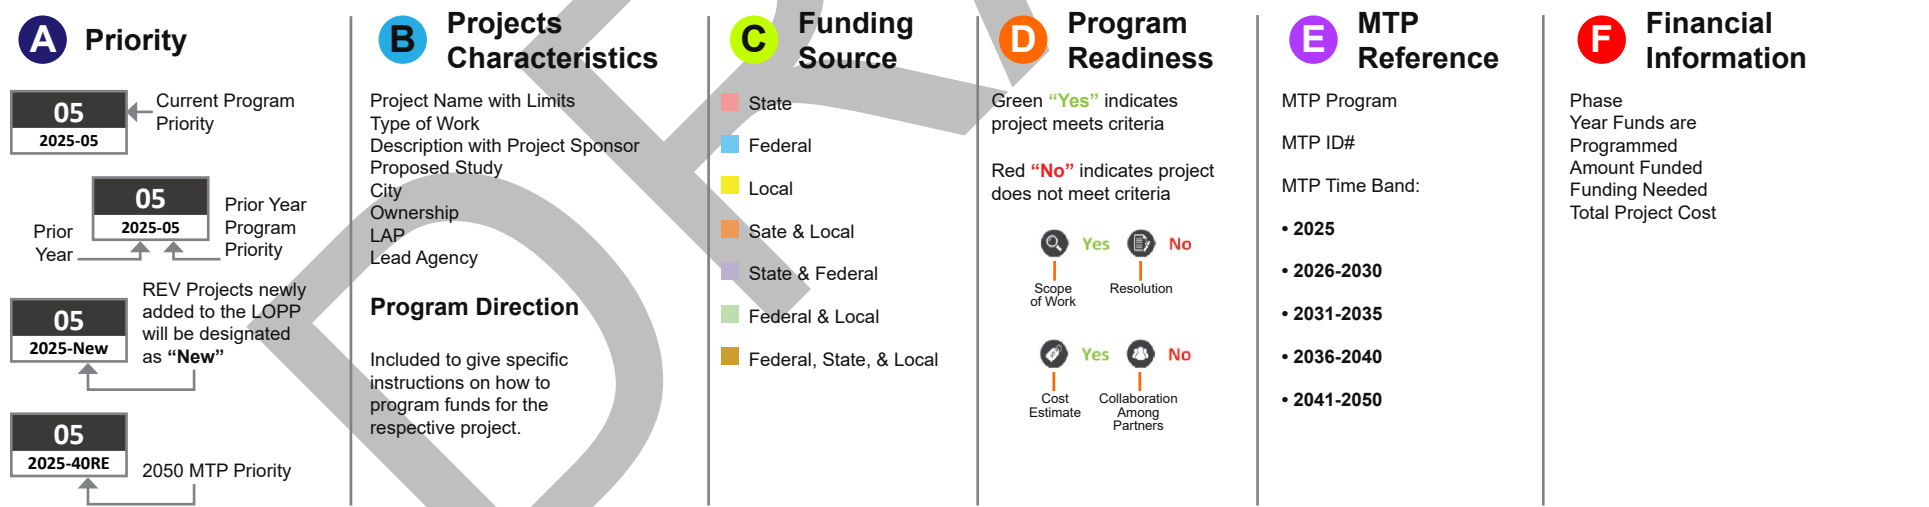 A Priority
05
2025-05
Current Program
Priority
05
2025-05
Prior
Year
Prior Year
Program
Priority
05
2025-New
REV Projects newly
added to the LOPP
will be designated
as “New”
05
2025-40RE
2050 MTP Priority
B Projects
Characteristics
Project Name with Limits
Type of Work
Description with Project Sponsor
Proposed Study
City
Ownership
LAP
Lead Agency
Program Direction
Included to give specific
instructions on how to
program funds for the
respective project.
C Funding
Source
State
Federal
Local
Sate & Local
State & Federal
Federal & Local
Federal, State, & Local
D Program
Readiness
Green “Yes” indicates
project meets criteria
Red “No” indicates project
does not meet criteria
Yes No
Scope
of Work
Resolution
Yes No
Cost
Estimate
Collaboration
Among
Partners
E MTP
Reference
MTP Program
MTP ID#
MTP Time Band:
• 2025
• 2026-2030
• 2031-2035
• 2036-2040
• 2041-2050
F Financial
Information
Phase
Year Funds are
Programmed
Amount Funded
Funding Needed
Total Project Cost